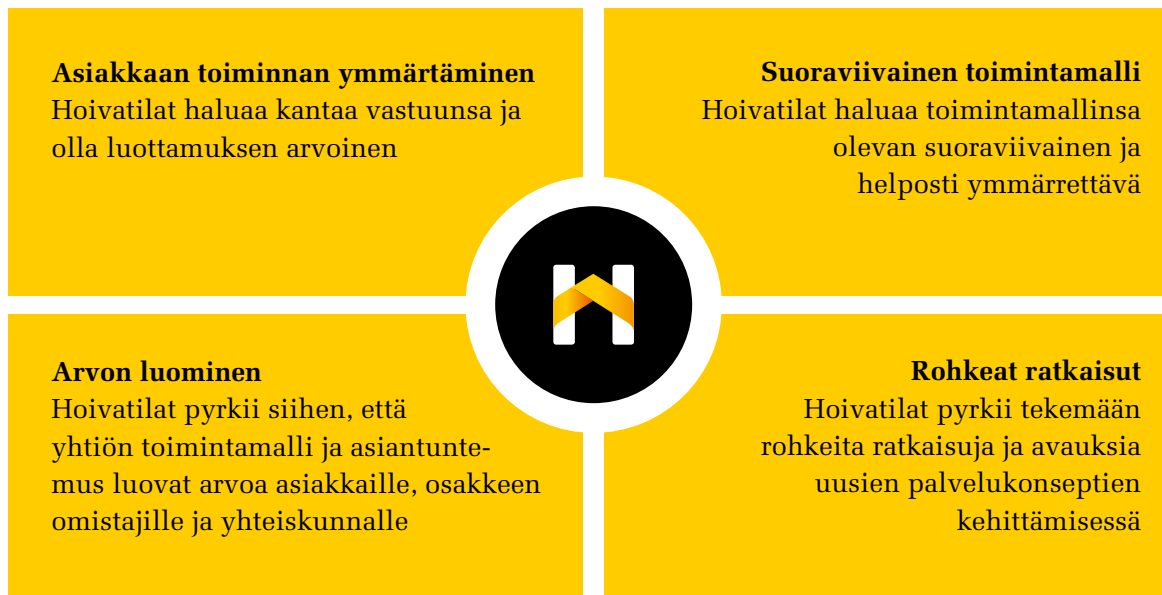 Asiakkaan toiminnan ymmärtäminen
Hoivatilat haluaa kantaa vastuunsa ja
olla luottamuksen arvoinen
Suoraviivainen toimintamalli
Hoivatilat haluaa toimintamallinsa
olevan suoraviivainen ja
helposti ymmärrettävä
H
Arvon luominen
Hoivatilat pyrkii siihen, että
yhtiön toimintamalli ja asiantunte-
mus luovat arvoa asiakkaille, osakkeen
omistajille ja yhteiskunnalle
Rohkeat ratkaisut
Hoivatilat pyrkii tekemään
rohkeita ratkaisuja ja avauksia
uusien palvelukonseptien
kehittämisessä